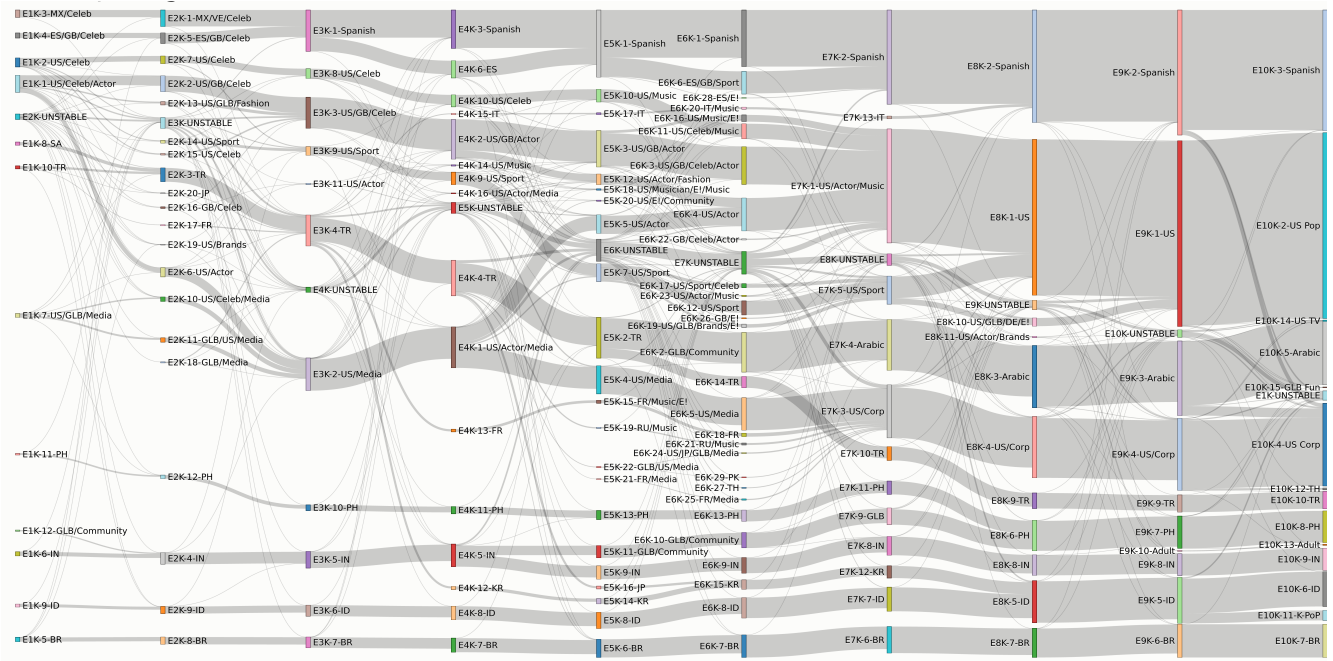 E1K-3-MX/Celeb
E1K-4-ES/GB/Celeb
E1K-2-US/Celeb
E1K-1-US/Celeb/Actor
E2K-UNSTABLE
E1K-8-SA
E1K-10-TR
E1K-7-US/GLB/Media
E1K-11-PH
E1K-12-GLB/Community
E1K-6-IN
E1K-9-ID
E1K-5-BR
E2K-1-MX/VE/Celeb
E2K-5-ES/GB/Celeb
E2K-7-US/Celeb
E2K-2-US/GB/Celeb
E2K-13-US/GLB/Fashion
E3K-UNSTABLE
E2K-14-US/Sport
E2K-15-US/Celeb
E2K-3-TR
E2K-20-JP
E2K-16-GB/Celeb
E2K-17-FR
E2K-19-US/Brands
E2K-6-US/Actor
E2K-10-US/Celeb/Media
E2K-11-GLB/US/Media
E2K-18-GLB/Media
E2K-12-PH
E2K-4-IN
E2K-9-ID
E2K-8-BR
E3K-1-Spanish
E3K-8-US/Celeb
E3K-3-US/GB/Celeb
E3K-9-US/Sport
E3K-11-US/Actor
E3K-4-TR
E4K-UNSTABLE
E3K-2-US/Media
E3K-10-PH
E3K-5-IN
E3K-6-ID
E3K-7-BR
E4K-3-Spanish
E4K-6-ES
E4K-10-US/Celeb
E4K-15-IT
E4K-2-US/GB/Actor
E4K-14-US/Music
E4K-9-US/Sport
E4K-16-US/Actor/Media
E5K-UNSTABLE
E4K-4-TR
E4K-1-US/Actor/Media
E4K-13-FR
E4K-11-PH
E4K-5-IN
E4K-12-KR
E4K-8-ID
E4K-7-BR
E5K-1-Spanish
E5K-10-US/Music
E5K-17-IT
E5K-3-US/GB/Actor
E5K-12-US/Actor/Fashion
E5K-18-US/Musician/E!/Music
E5K-20-US/E!/Community
E5K-5-US/Actor
E6K-UNSTABLE
E5K-7-US/Sport
E5K-2-TR
E5K-4-US/Media
E5K-15-FR/Music/E!
E5K-19-RU/Music
E5K-22-GLB/US/Media
E5K-21-FR/Media
E5K-13-PH
E5K-11-GLB/Community
E5K-9-IN
E5K-16-JP
E5K-14-KR
E5K-8-ID
E5K-6-BR
E6K-1-Spanish
E6K-6-ES/GB/Sport
E6K-28-ES/E!
E6K-20-IT/Music
E6K-16-US/Music/E!
E6K-11-US/Celeb/Music
E6K-3-US/GB/Celeb/Actor
E6K-4-US/Actor
E6K-22-GB/Celeb/Actor
E7K-UNSTABLE
E6K-17-US/Sport/Celeb
E6K-23-US/Actor/Music
E6K-12-US/Sport
E6K-26-GB/E!
E6K-19-US/GLB/Brands/E!
E6K-2-GLB/Community
E6K-14-TR
E6K-5-US/Media
E6K-18-FR
E6K-21-RU/Music
E6K-24-US/JP/GLB/Media
E6K-29-PK
E6K-27-TH
E6K-25-FR/Media
E6K-13-PH
E6K-10-GLB/Community
E6K-9-IN
E6K-15-KR
E6K-8-ID
E6K-7-BR
E7K-2-Spanish
E7K-13-IT
E7K-1-US/Actor/Music
E8K-UNSTABLE
E7K-5-US/Sport
E7K-4-Arabic
E7K-3-US/Corp
E7K-10-TR
E7K-11-PH
E7K-9-GLB
E7K-8-IN
E7K-12-KR
E7K-7-ID
E7K-6-BR
E8K-2-Spanish
E8K-1-US
E9K-UNSTABLE
E8K-10-US/GLB/DE/E!
E8K-11-US/Actor/Brands
E8K-3-Arabic
E8K-4-US/Corp
E8K-9-TR
E8K-6-PH
E8K-8-IN
E8K-5-ID
E8K-7-BR
E9K-2-Spanish
E9K-1-US
E10K-UNSTABLE
E9K-3-Arabic
E9K-4-US/Corp
E9K-9-TR
E9K-7-PH
E9K-10-Adult
E9K-8-IN
E9K-5-ID
E9K-6-BR
E10K-3-Spanish
E10K-2-US Pop
E10K-14-US TV
E10K-5-Arabic
E10K-15-GLB Fun
E1K-UNSTABLE
E10K-4-US Corp
E10K-12-TH
E10K-10-TR
E10K-8-PH
E10K-13-Adult
E10K-9-IN
E10K-6-ID
E10K-11-K-PoP
E10K-7-BR